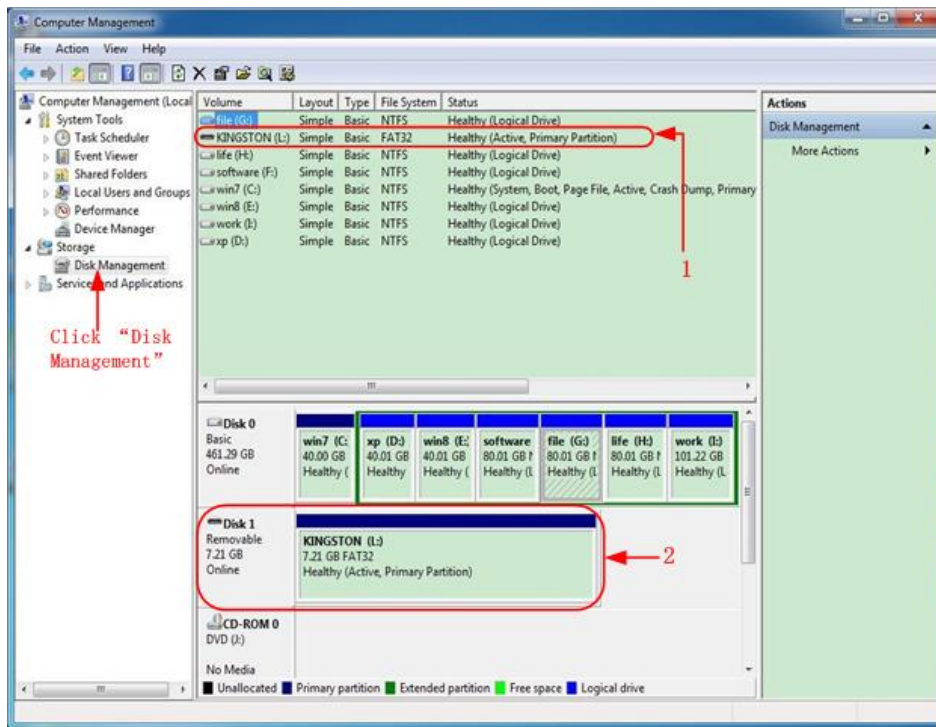 Computer Management
File Action View Help
Computer Management (Local
System Tools
Task Scheduler
Event Viewer
Shared Folders
Local Users and Groups
Performance
Device Manager
Storage
Disk Management
Services and Applications
Click “Disk
Management”
Volume Layout Type File System Status
file (G:) Simple Basic NTFS Healthy (Logical Drive)
KINGSTON (L:) Simple Basic FAT32 Healthy (Active, Primary Partition)
life (H:) Simple Basic NTFS Healthy (Logical Drive)
software (F:) Simple Basic NTFS Healthy (Logical Drive)
win7 (C:) Simple Basic NTFS Healthy (System, Boot, Page File, Active, Crash Dump, Primary
win8 (E:) Simple Basic NTFS Healthy (Logical Drive)
work (I:) Simple Basic NTFS Healthy (Logical Drive)
xp (D:) Simple Basic NTFS Healthy (Logical Drive)
1
Actions
Disk Management
More Actions
Disk 0
Basic
461.29 GB
Online
win7 (C: xp (D:) win8 (E: software file (G:) life (H:) work (I:)
40.00 GB 40.01 GB 40.01 GB 80.01 GB 80.01 GB 80.01 GB 101.22 GB
Healthy ( Healthy Healthy ( Healthy (L Healthy (L Healthy (L Healthy (L
Disk 1
Removable
7.21 GB
Online
KINGSTON (L:)
7.21 GB FAT32
Healthy (Active, Primary Partition)
2
CD-ROM 0
DVD (J:)
No Media
Unallocated Primary partition Extended partition Free space Logical drive